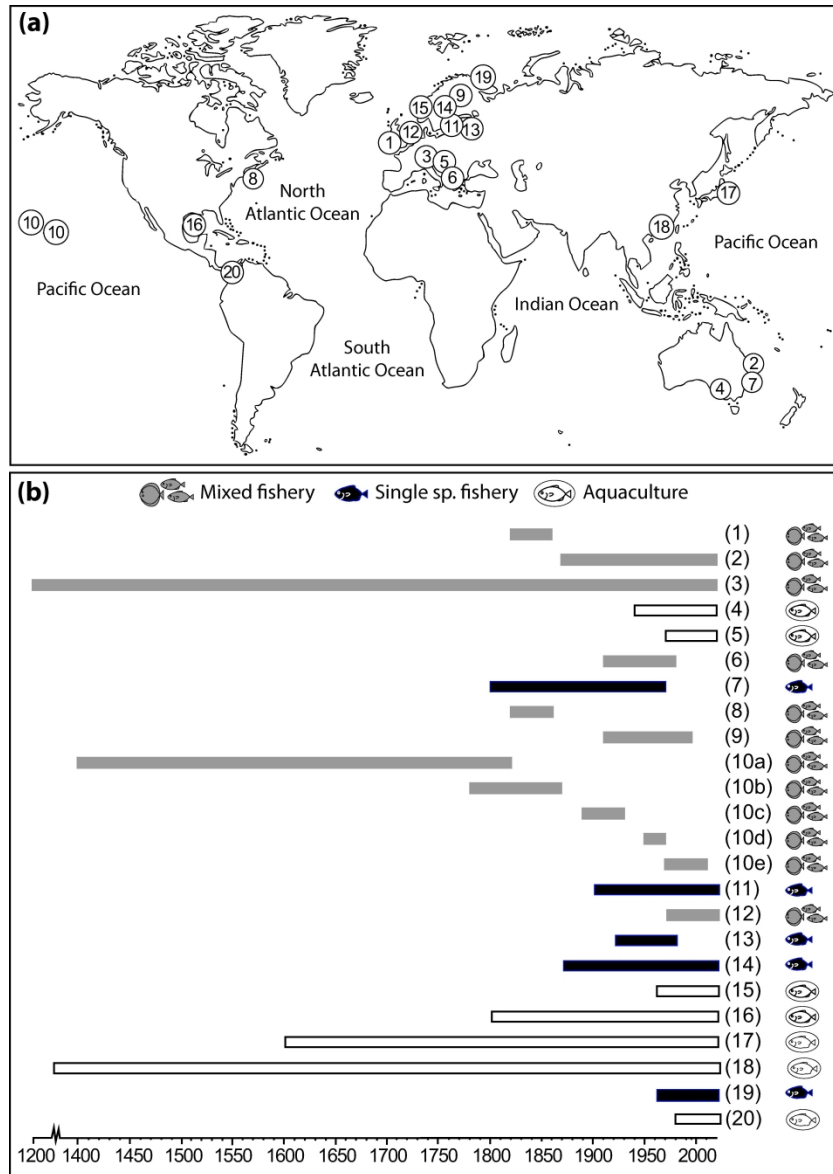 (a)
19
9
15
14
11
13
12
1
3
5
6
8
17
North
Atlantic Ocean
16
18
10
10
Pacific Ocean
20
Pacific Ocean
Indian Ocean
South
Atlantic Ocean
2
7
4
(b)
Mixed fishery Single sp. fishery Aquaculture
(1)
(2)
(3)
(4)
(5)
(6)
(7)
(8)
(9)
(10a)
(10b)
(10c)
(10d)
(10e)
(11)
(12)
(13)
(14)
(15)
(16)
(17)
(18)
(19)
(20)
1200 1400 1500 1550 1600 1650 1700 1750 1800 1850 1900 1950 2000